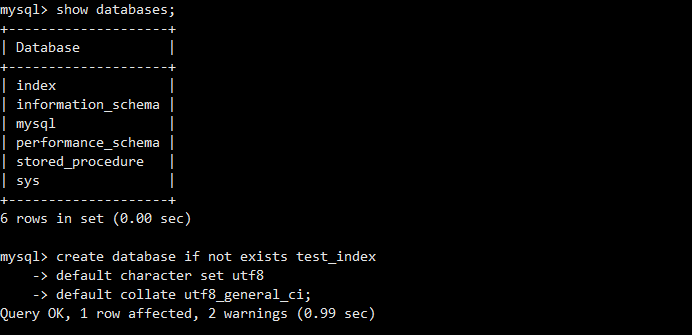 mysql> show databases;
+--------------------+
| Database           |
+--------------------+
| index              |
| information_schema |
| mysql              |
| performance_schema |
| stored_procedure   |
| sys                |
+--------------------+
6 rows in set (0.00 sec)
mysql> create database if not exists test_index
    -> default character set utf8
    -> default collate utf8_general_ci;
Query OK, 1 row affected, 2 warnings (0.99 sec)